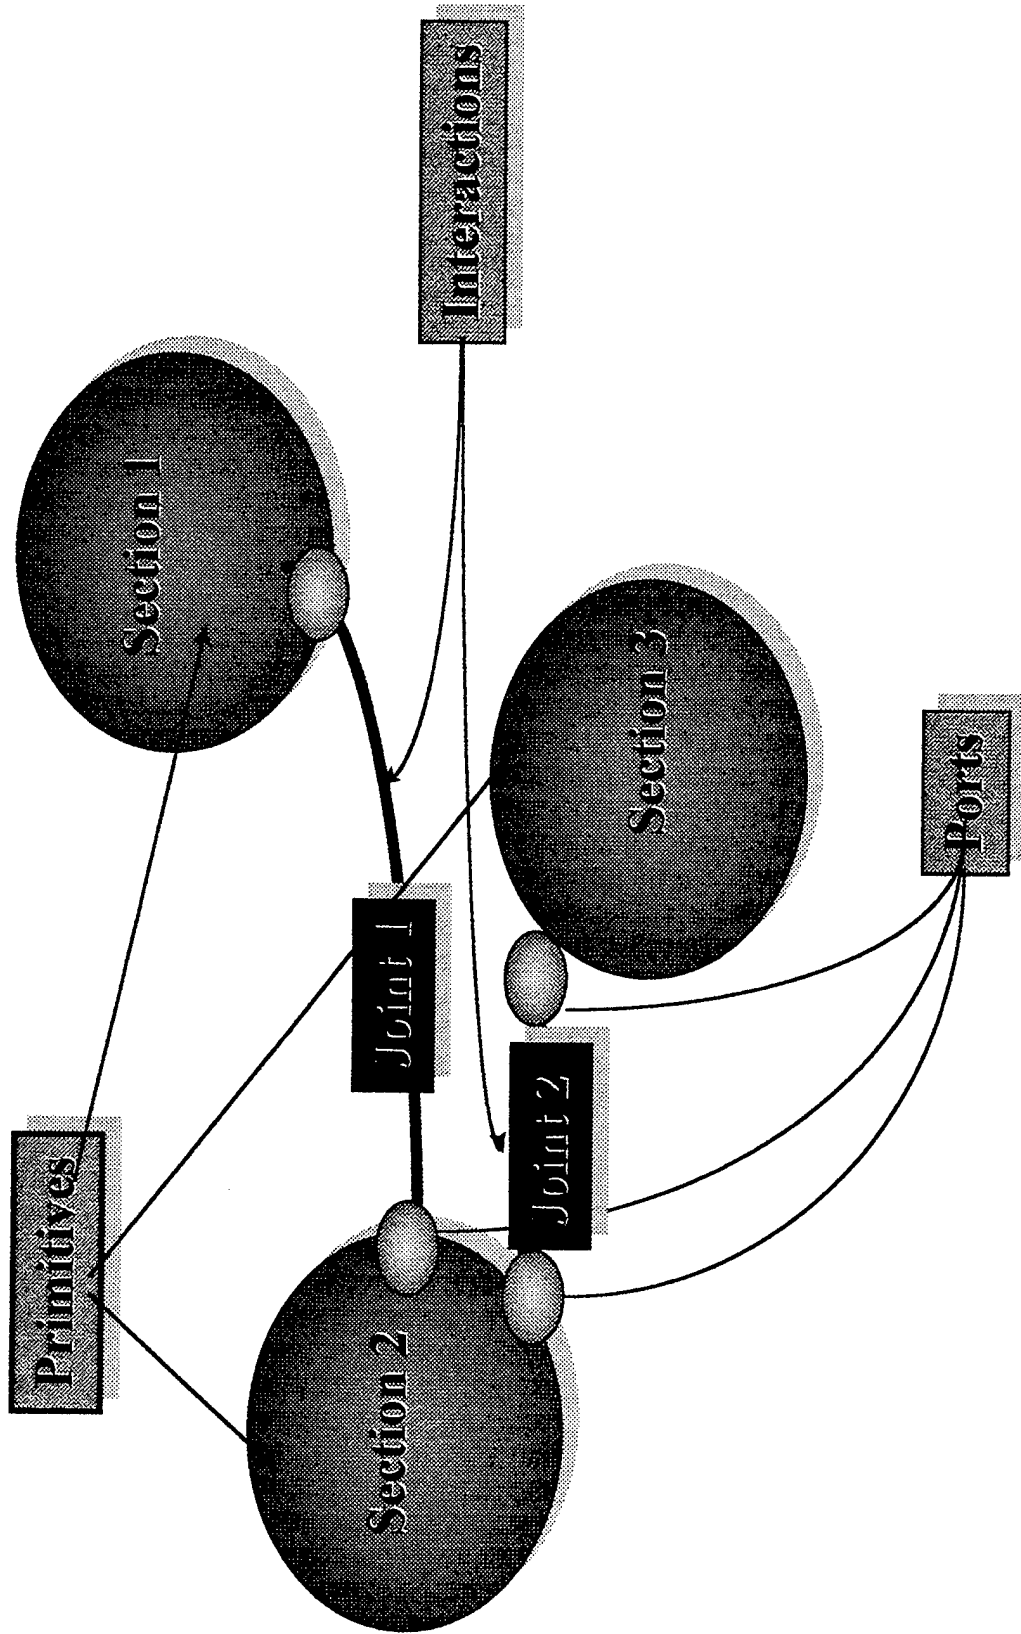 Primitives
Section 1
Joint 1
Interactions
Section 2
Joint 2
Section 3
Ports